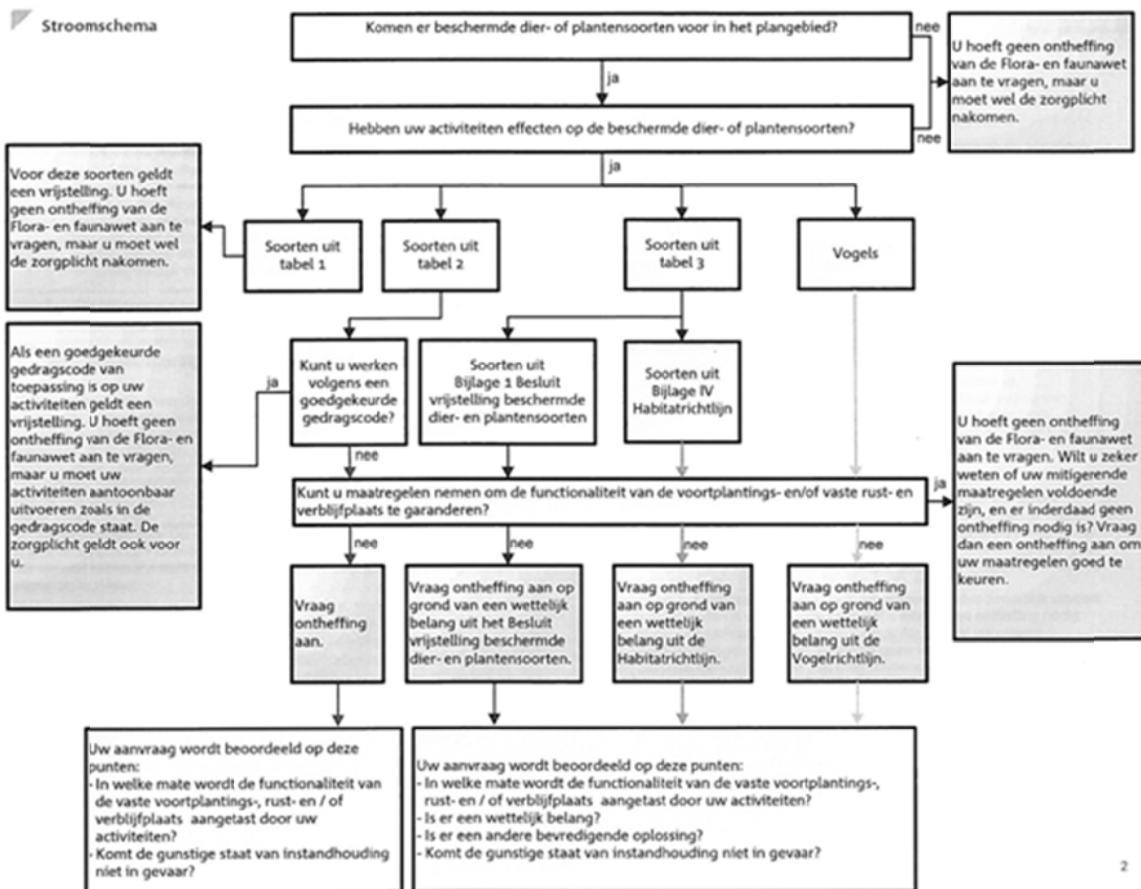 Stroomschema
Komen er beschermde dier- of plantensoorten voor in het plangebied?
nee
U hoeft geen ontheffing
van de Flora- en faunawet
aan te vragen, maar u
moet wel de zorgplicht
nakomen.
ja
Hebben uw activiteiten effecten op de beschermde dier- of plantensoorten?
nee
ja
Voor deze soorten geldt
een vrijstelling. U hoeft
geen ontheffing van de
Flora- en faunawet aan te
vragen, maar u moet wel
de zorgplicht nakomen.
Soorten uit
tabel 1
Soorten uit
tabel 2
Soorten uit
tabel 3
Vogels
Als een goedgekeurde
gedragscode van
toepassing is op uw
activiteiten geldt een
vrijstelling. U hoeft geen
ontheffing van de Flora- en
faunawet aan te vragen,
maar u moet uw
activiteiten aantoonbaar
uitvoeren zoals in de
gedragscode staat. De
zorgplicht geldt ook voor
u.
ja
Kunt u werken
volgens een
goedgekeurde
gedragscode?
Soorten uit
Bijlage 1 Besluit
vrijstelling beschermde
dier- en plantensoorten
Soorten uit
Bijlage IV
Habitatrichtlijn
nee
Kunt u maatregelen nemen om de functionaliteit van de voortplantings- en/of vaste rust- en
verblijfplaats te garanderen?
ja
U hoeft geen ontheffing
van de Flora- en faunawet
aan te vragen. Wilt u zeker
weten of uw mitigerende
maatregelen voldoende
zijn, en er inderdaad geen
ontheffing nodig is? Vraag
dan een ontheffing aan om
uw maatregelen goed te
keuren.
nee
nee
nee
nee
Vraag
ontheffing
aan.
Vraag ontheffing aan op
grond van een wettelijk
belang uit het Besluit
vrijstelling beschermde
dier- en plantensoorten.
Vraag ontheffing
aan op grond van
een wettelijk
belang uit de
Habitatrichtlijn.
Vraag ontheffing
aan op grond van
een wettelijk
belang uit de
Vogelrichtlijn.
Uw aanvraag wordt beoordeeld op deze
punten:
- In welke mate wordt de functionaliteit van
de vaste voortplantings-, rust- en / of
verblijfplaats aangetast door uw
activiteiten?
- Komt de gunstige staat van instandhouding
niet in gevaar?
Uw aanvraag wordt beoordeeld op deze punten:
- In welke mate wordt de functionaliteit van de vaste voortplantings-,
rust- en / of verblijfplaats aangetast door uw activiteiten?
- Is er een wettelijk belang?
- Is er een andere bevredigende oplossing?
- Komt de gunstige staat van instandhouding niet in gevaar?
2